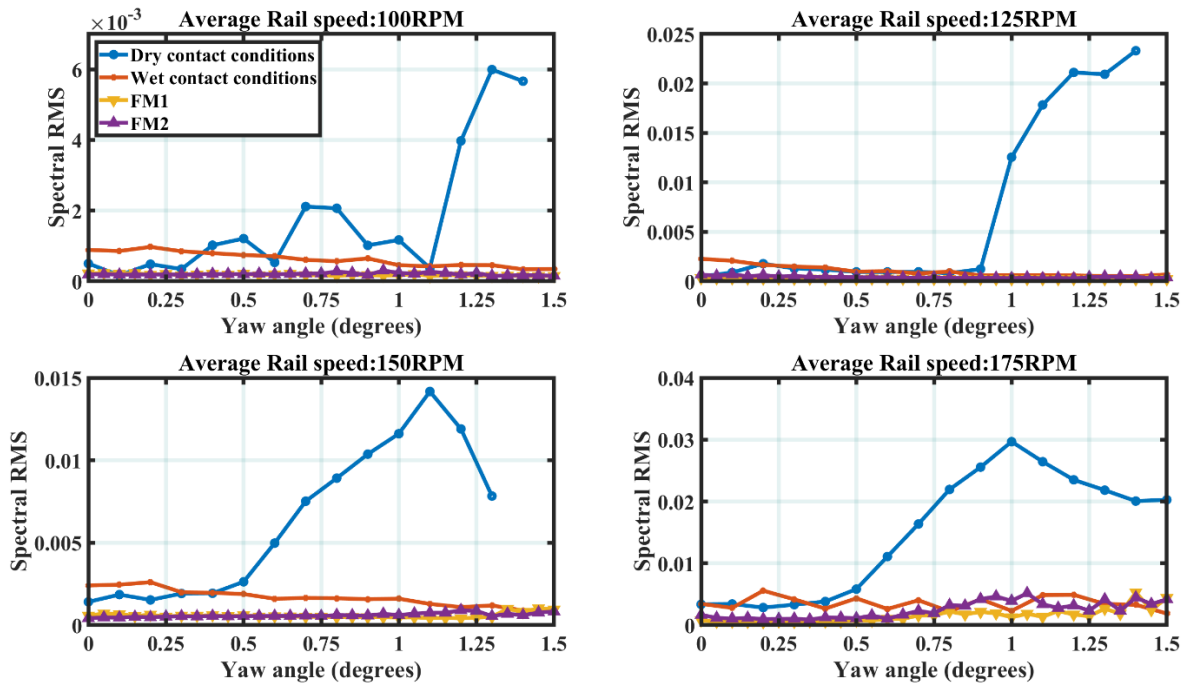 Average Rail speed:100RPM
×10⁻³
6
4
2
0
Spectral RMS
Dry contact conditions
Wet contact conditions
FM1
FM2
0 0.25 0.5 0.75 1 1.25 1.5
Yaw angle (degrees)
Average Rail speed:125RPM
0.025
0.02
0.015
0.01
0.005
0
Spectral RMS
0 0.25 0.5 0.75 1 1.25 1.5
Yaw angle (degrees)
Average Rail speed:150RPM
0.015
0.01
0.005
0
Spectral RMS
0 0.25 0.5 0.75 1 1.25 1.5
Yaw angle (degrees)
Average Rail speed:175RPM
0.04
0.03
0.02
0.01
0
Spectral RMS
0 0.25 0.5 0.75 1 1.25 1.5
Yaw angle (degrees)